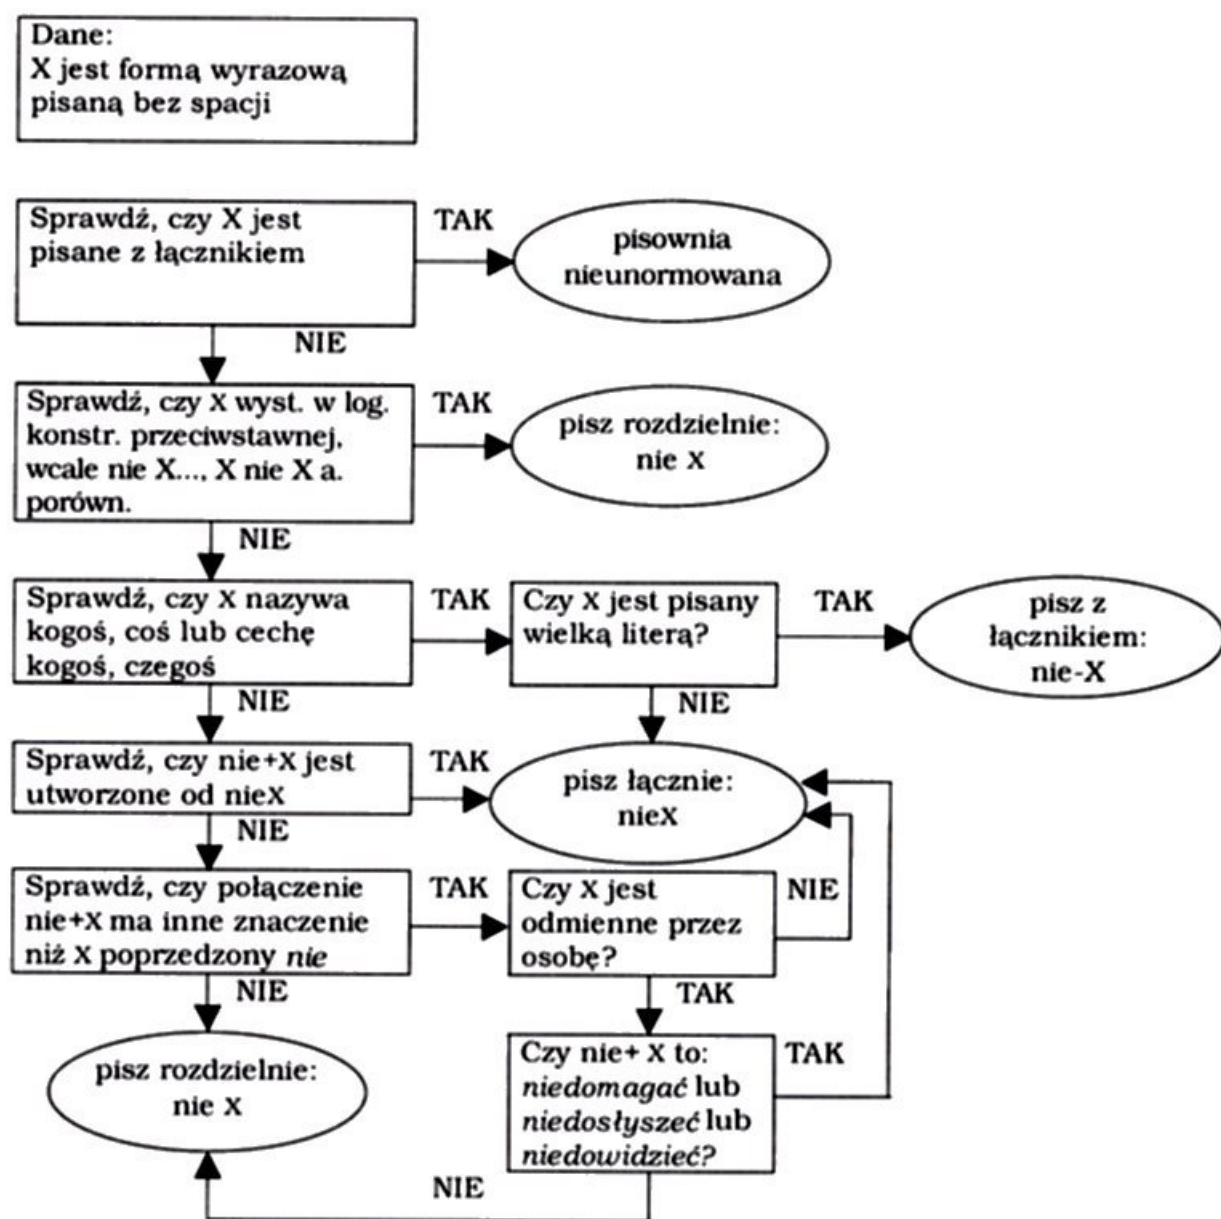 Dane:
X jest formą wyrazową
pisaną bez spacji
Sprawdź, czy X jest
pisane z łącznikiem
TAK
pisownia
nieunormowana
NIE
Sprawdź, czy X wyst. w log.
konstr. przeciwstawnej,
wcale nie X..., X nie X a.
porówn.
TAK
pisz rozdzielnie:
nie X
NIE
Sprawdź, czy X nazywa
kogoś, coś lub cechę
kogoś, czegoś
TAK
Czy X jest pisany
wielką literą?
TAK
pisz z
łącznikiem:
nie-X
NIE
NIE
Sprawdź, czy nie+X jest
utworzone od nieX
TAK
pisz łącznie:
nieX
NIE
Sprawdź, czy połączenie
nie+X ma inne znaczenie
niż X poprzedzony nie
TAK
Czy X jest
odmienne przez
osobę?
NIE
NIE
TAK
pisz rozdzielnie:
nie X
Czy nie+ X to:
niedomagać lub
niedosłyszeć lub
niedowidzieć?
TAK
NIE